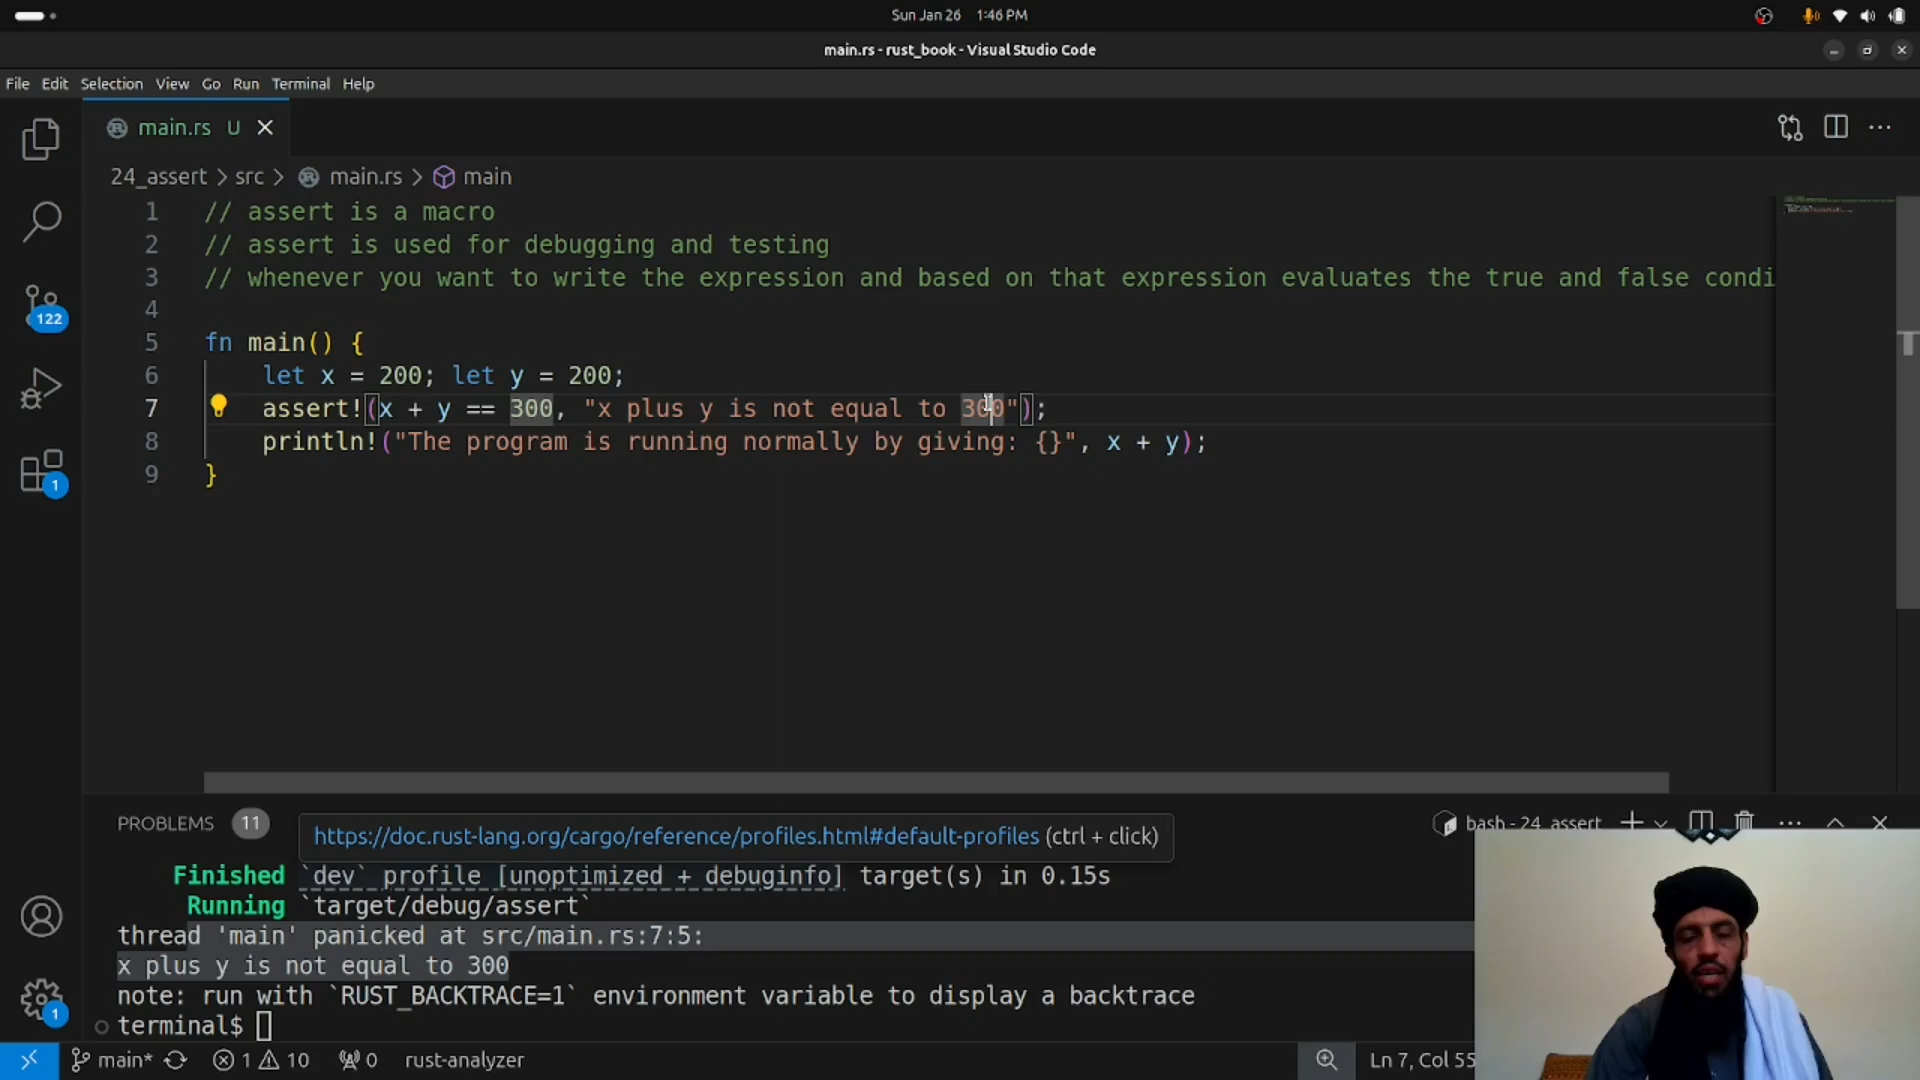 Sun Jan 26 1:46 PM
main.rs - rust_book - Visual Studio Code
File Edit Selection View Go Run Terminal Help
main.rs U
24_assert > src > main.rs > main
1 // assert is a macro
2 // assert is used for debugging and testing
3 // whenever you want to write the expression and based on that expression evaluates the true and false condi
4
5 fn main() {
6 let x = 200; let y = 200;
7 assert!(x + y == 300, "x plus y is not equal to 300");
8 println!("The program is running normally by giving: {}", x + y);
9 }
122
1
PROBLEMS 11
bash - 24_assert
https://doc.rust-lang.org/cargo/reference/profiles.html#default-profiles (ctrl + click)
Finished `dev` profile [unoptimized + debuginfo] target(s) in 0.15s
Running `target/debug/assert`
thread 'main' panicked at src/main.rs:7:5:
x plus y is not equal to 300
note: run with `RUST_BACKTRACE=1` environment variable to display a backtrace
1
terminal$
main* 1 10 0 rust-analyzer Ln 7, Col 55